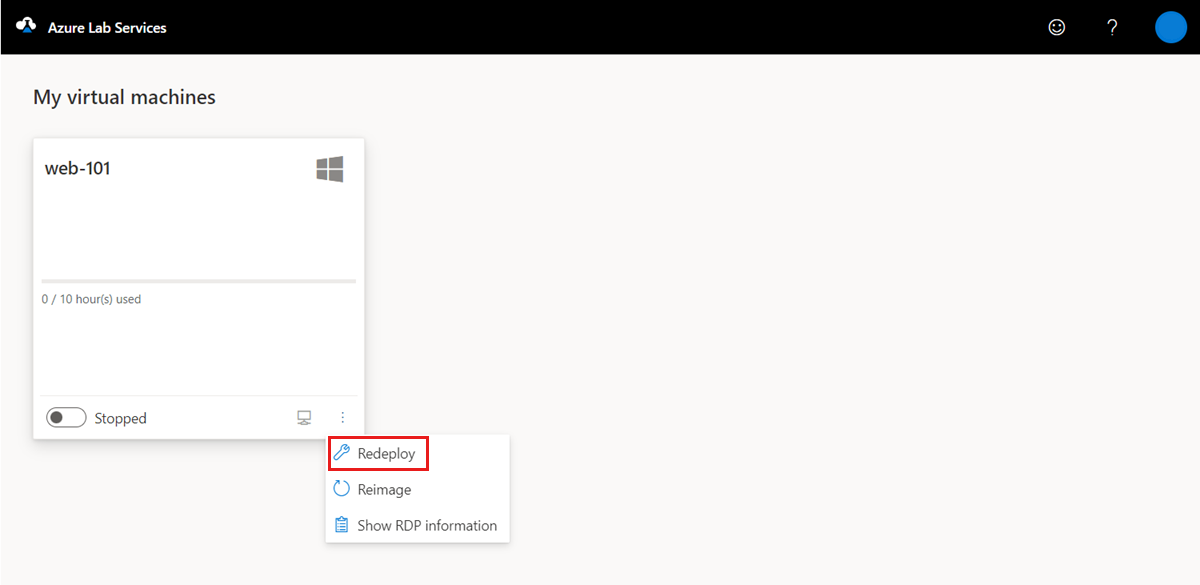 Azure Lab Services
?
My virtual machines
web-101
0 / 10 hour(s) used
Stopped
Redeploy
Reimage
Show RDP information